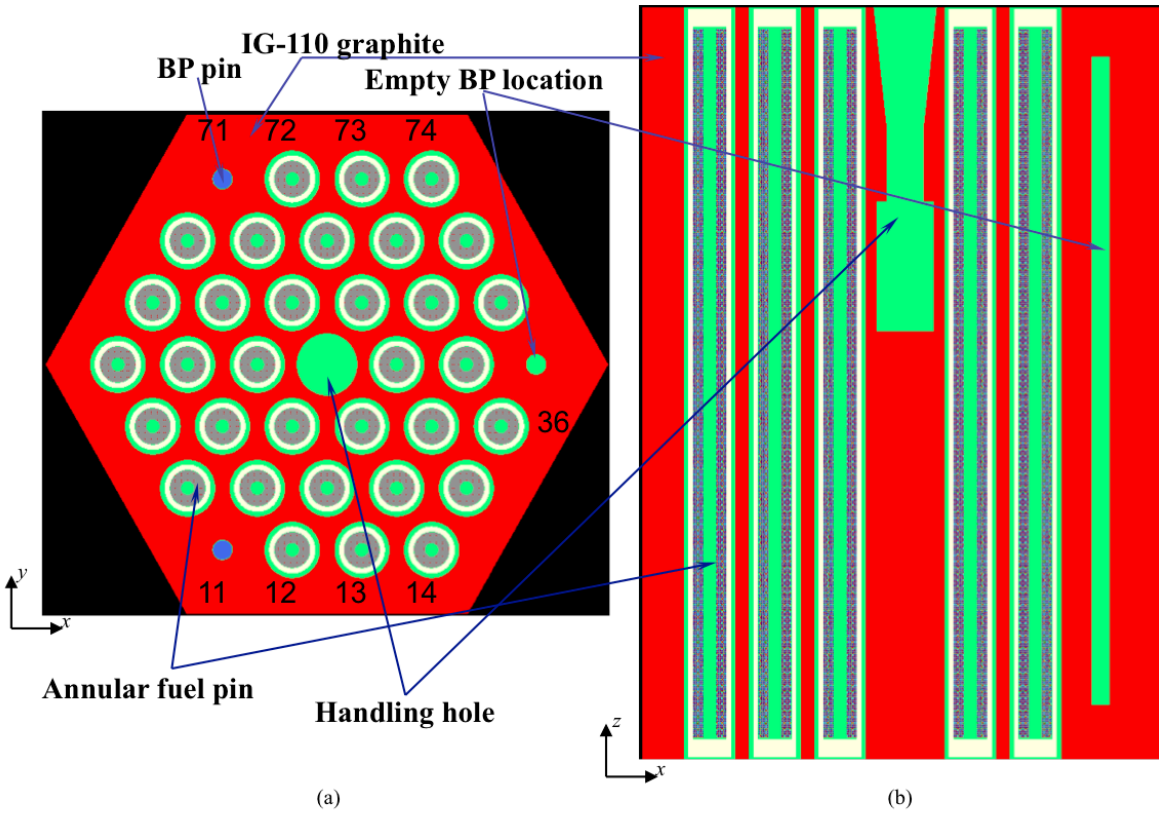 IG-110 graphite
BP pin
Empty BP location
71 72 73 74
36
11 12 13 14
y
x
z
x
Annular fuel pin
Handling hole
(a)
(b)